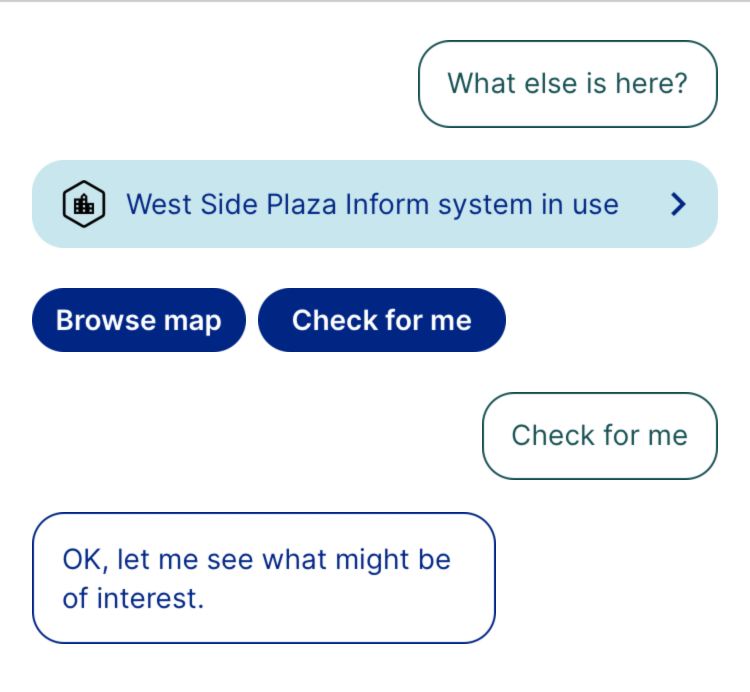 What else is here?
West Side Plaza Inform system in use
Browse map
Check for me
Check for me
OK, let me see what might be
of interest.